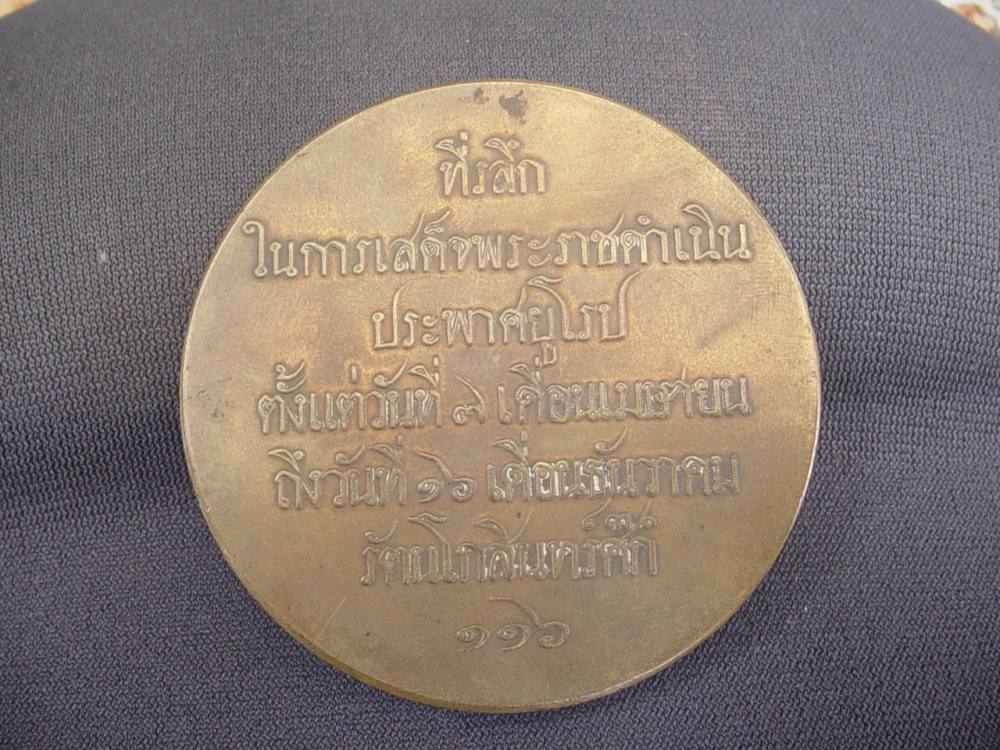 ที่รลึก
ในการเสด็จพระราชดำเนิน
ประพาศยูโรป
ตั้งแต่วันที่ ๗ เดือนเมษายน
ถึงวันที่ ๑๖ เดือนธันวาคม
รัตนโกสินทร์ศก
๑๑๖